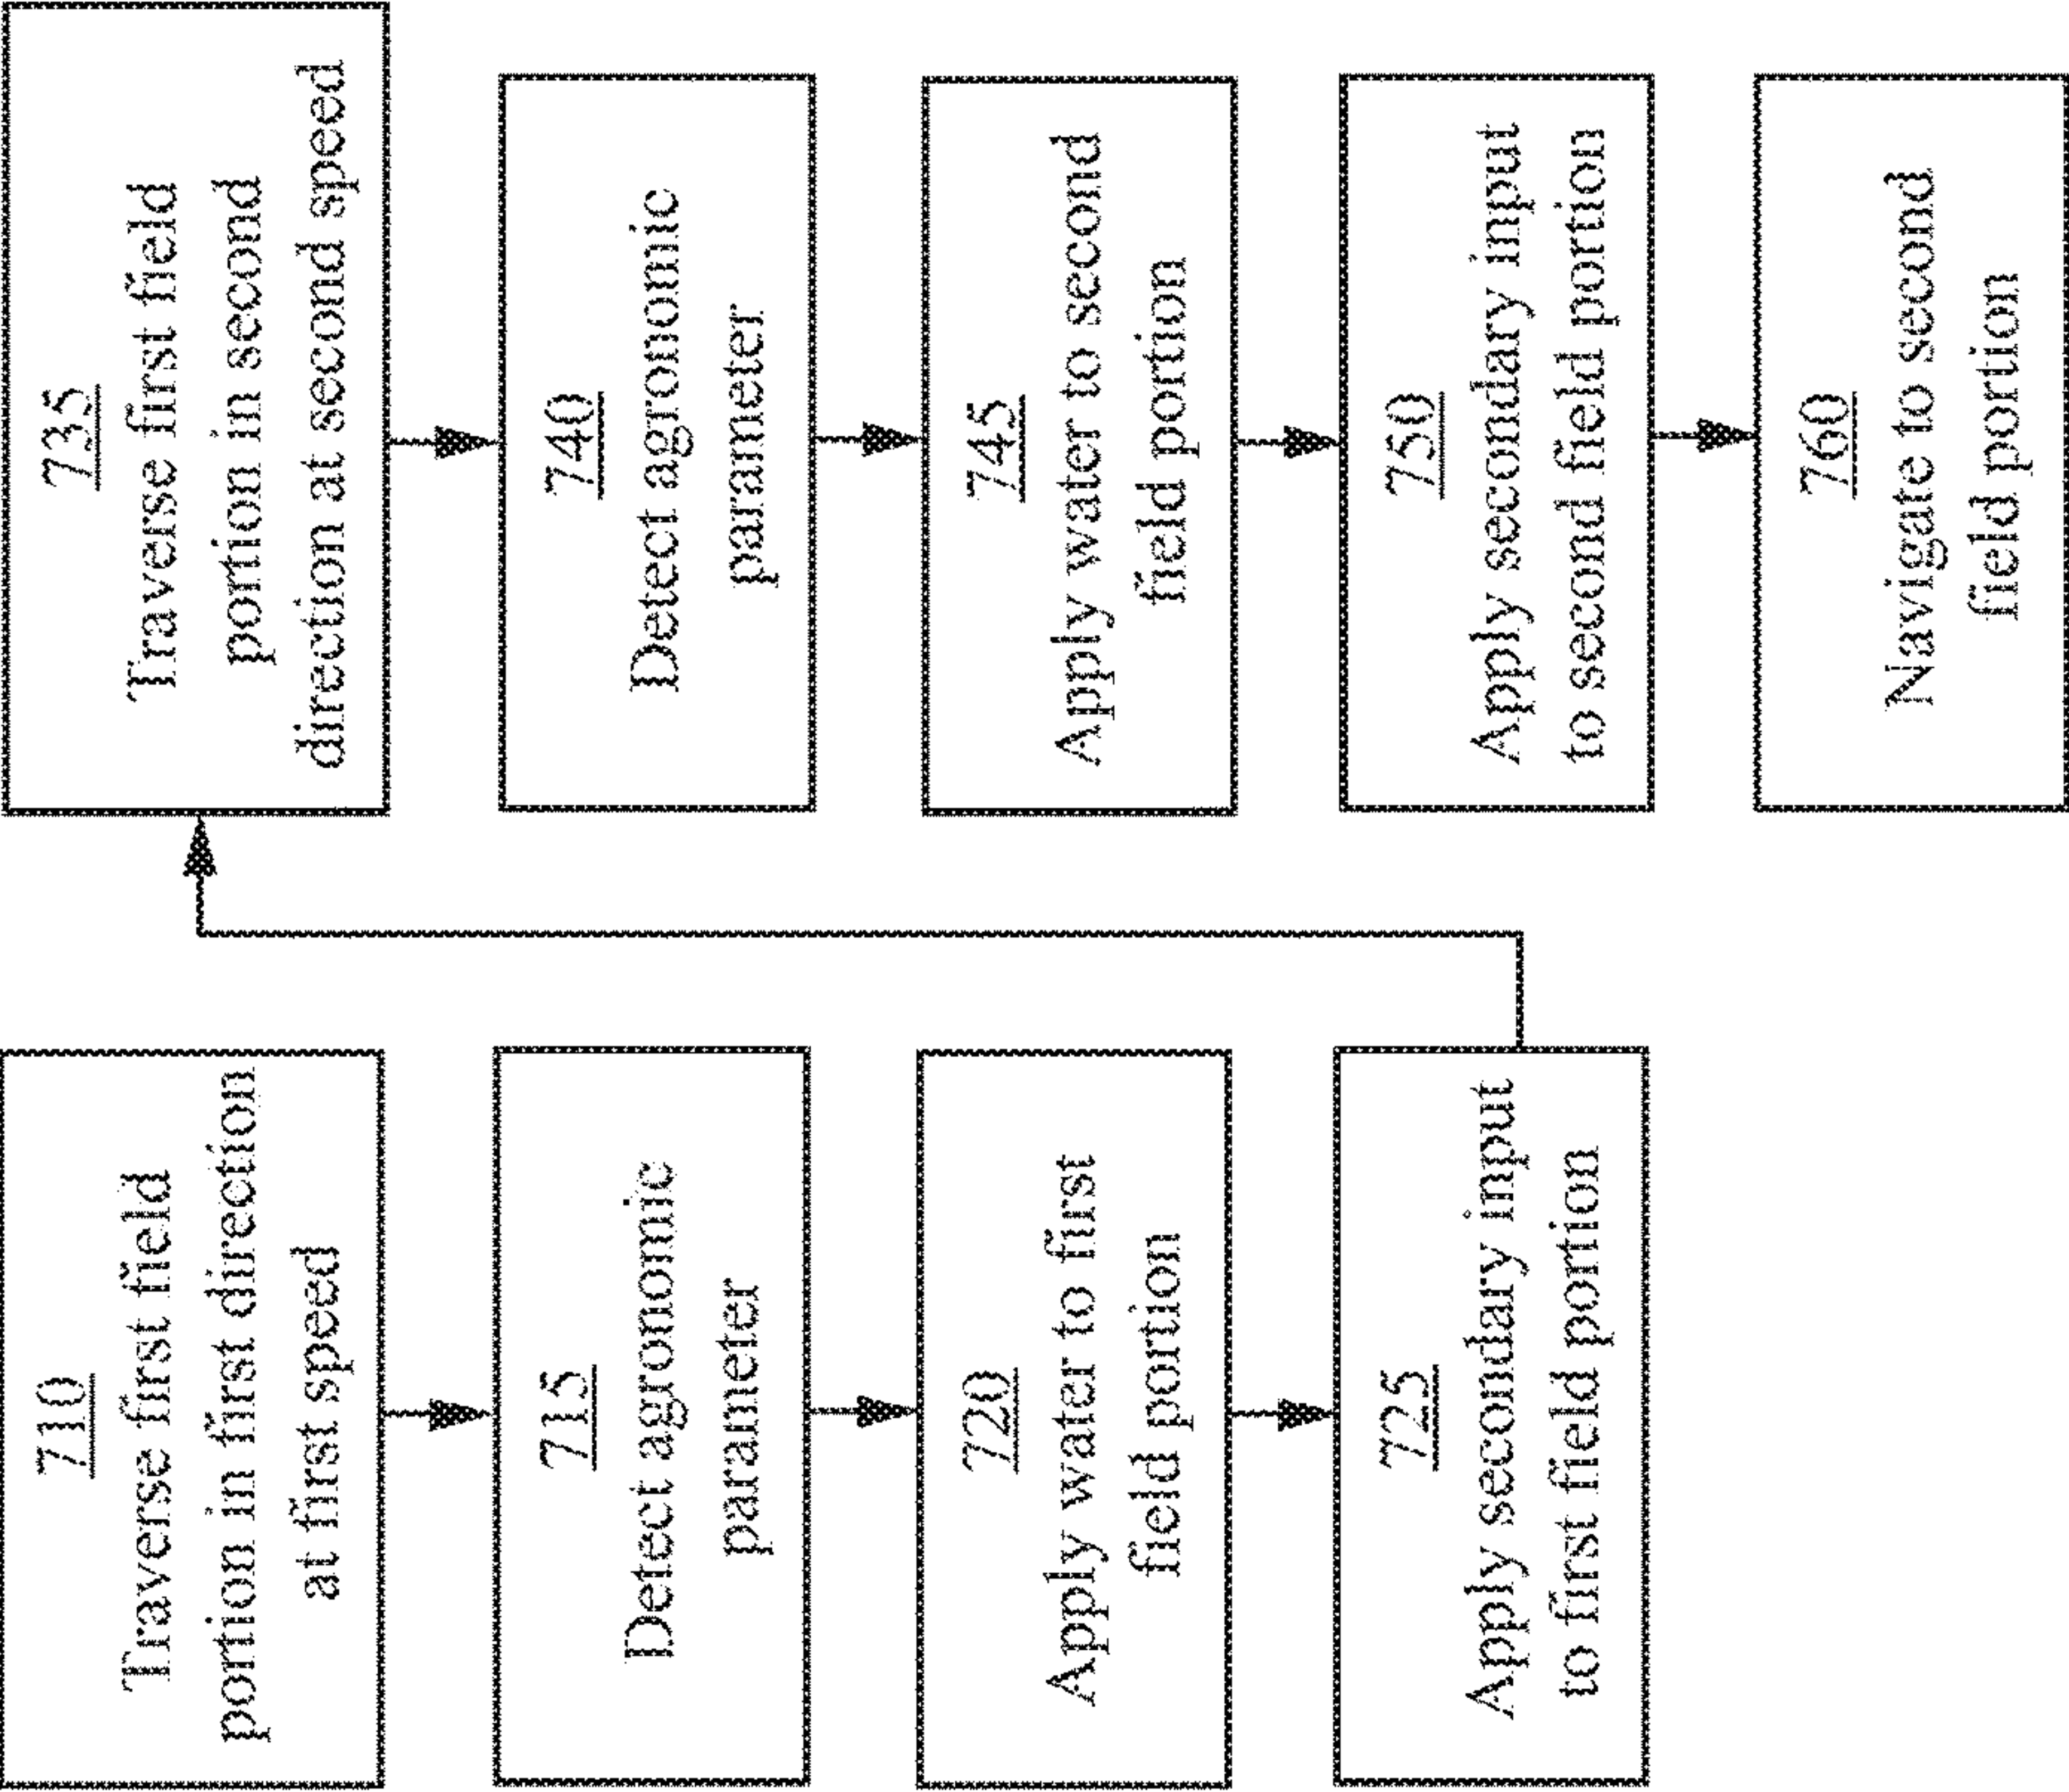 710
Traverse first field
portion in first direction
at first speed
715
Detect agronomic
parameter
720
Apply water to first
field portion
725
Apply secondary input
to first field portion
735
Traverse first field
portion in second
direction at second speed
740
Detect agronomic
parameter
745
Apply water to second
field portion
750
Apply secondary input
to second field portion
760
Navigate to second
field portion